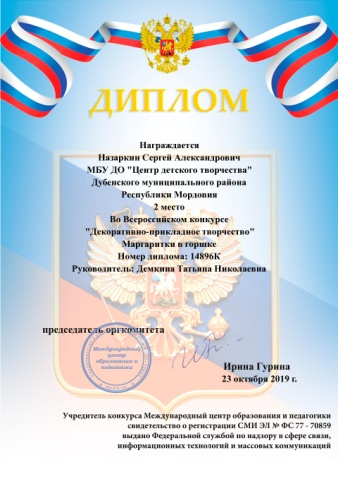 ДИПЛОМ
Награждается
Назаркин Сергей Александрович
МБУ ДО "Центр детского творчества"
Дубенского муниципального района
Республики Мордовия
2 место
Во Всероссийском конкурсе
"Декоративно-прикладное творчество"
Маргаритки в горшке
Номер диплома: 14896К
Руководитель: Демкина Татьяна Николаевна
председатель оргкомитета
Международный
центр
образования и
педагогики
Ирина Гурина
23 октября 2019 г.
Учредитель конкурса Международный центр образования и педагогики
свидетельство о регистрации СМИ ЭЛ № ФС 77 - 70859
выдано Федеральной службой по надзору в сфере связи,
информационных технологий и массовых коммуникаций